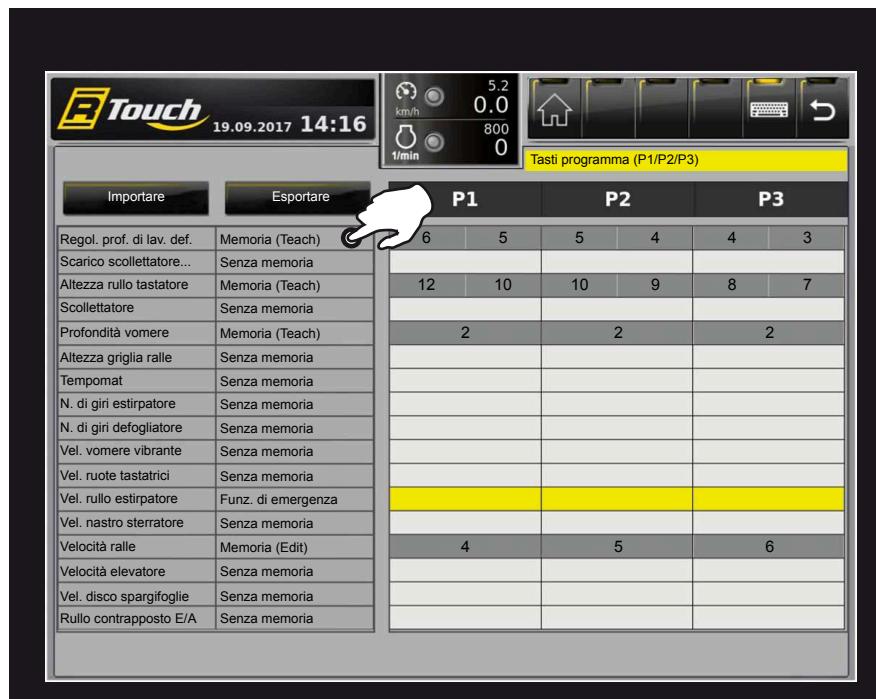 R Touch 19.09.2017 14:16
km/h 5.2 0.0
1/min 800 0
Tasti programma (P1/P2/P3)
Importare Esportare P1 P2 P3
Regol. prof. di lav. def. Memoria (Teach) 6 5 5 4 4 3
Scarico scollettatore... Senza memoria
Altezza rullo tastatore Memoria (Teach) 12 10 10 9 8 7
Scollettatore Senza memoria
Profondità vomere Memoria (Teach) 2 2 2
Altezza griglia ralle Senza memoria
Tempomat Senza memoria
N. di giri estirpatore Senza memoria
N. di giri defogliatore Senza memoria
Vel. vomere vibrante Senza memoria
Vel. ruote tastatrici Senza memoria
Vel. rullo estirpatore Funz. di emergenza
Vel. nastro sterratore Senza memoria
Velocità ralle Memoria (Edit) 4 5 6
Velocità elevatore Senza memoria
Vel. disco spargifoglie Senza memoria
Rullo contrapposto E/A Senza memoria